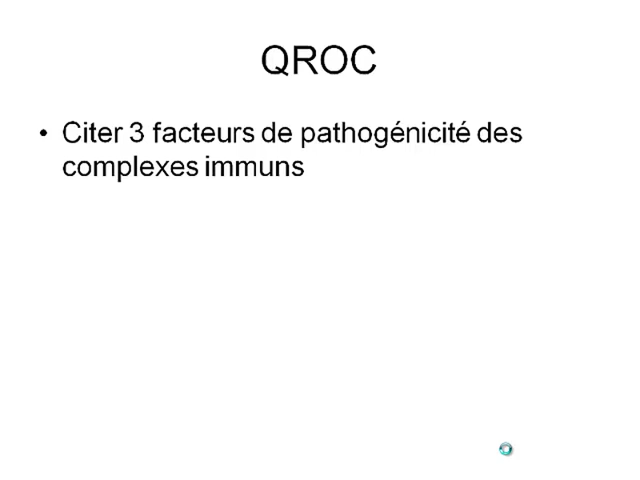 QROC
• Citer 3 facteurs de pathogénicité des
complexes immuns